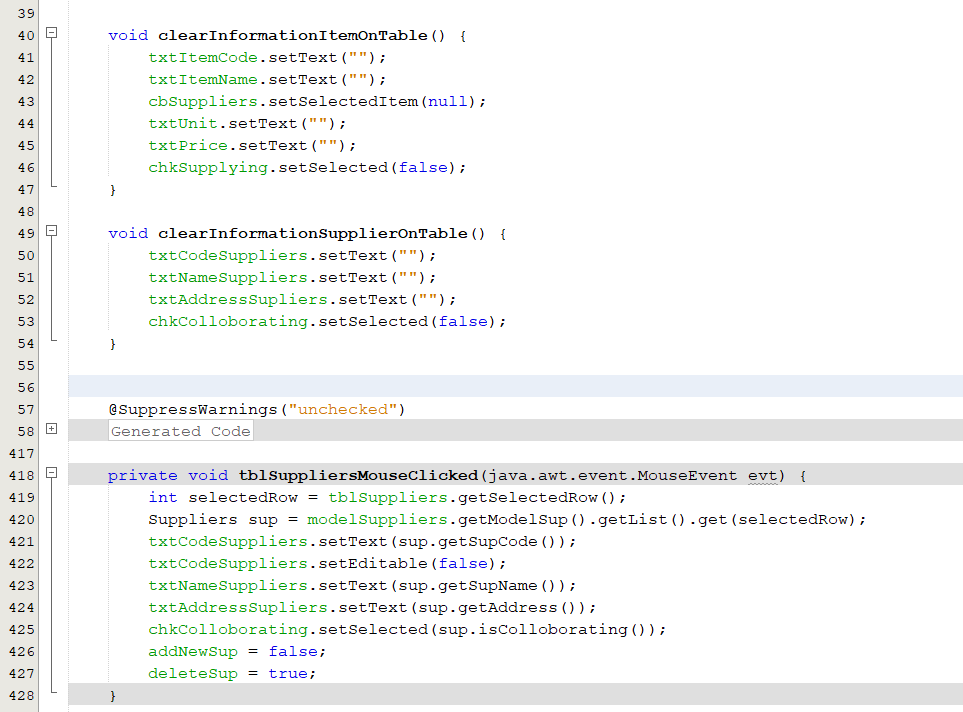 39
40 void clearInformationItemOnTable() {
41 txtItemCode.setText("");
42 txtItemName.setText("");
43 cbSuppliers.setSelectedItem(null);
44 txtUnit.setText("");
45 txtPrice.setText("");
46 chkSupplying.setSelected(false);
47 }
48
49 void clearInformationSupplierOnTable() {
50 txtCodeSuppliers.setText("");
51 txtNameSuppliers.setText("");
52 txtAddressSupliers.setText("");
53 chkColloborating.setSelected(false);
54 }
55
56
57 @SuppressWarnings("unchecked")
58 Generated Code
417
418 private void tblSuppliersMouseClicked(java.awt.event.MouseEvent evt) {
419 int selectedRow = tblSuppliers.getSelectedRow();
420 Suppliers sup = modelSuppliers.getModelSup().getList().get(selectedRow);
421 txtCodeSuppliers.setText(sup.getSupCode());
422 txtCodeSuppliers.setEditable(false);
423 txtNameSuppliers.setText(sup.getSupName());
424 txtAddressSupliers.setText(sup.getAddress());
425 chkColloborating.setSelected(sup.isColloborating());
426 addNewSup = false;
427 deleteSup = true;
428 }